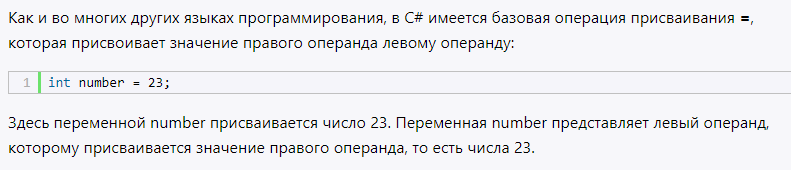 Как и во многих других языках программирования, в C# имеется базовая операция присваивания =,
которая присвоивает значение правого операнда левому операнду:
1 int number = 23;
Здесь переменной number присваивается число 23. Переменная number представляет левый операнд,
которому присваивается значение правого операнда, то есть числа 23.